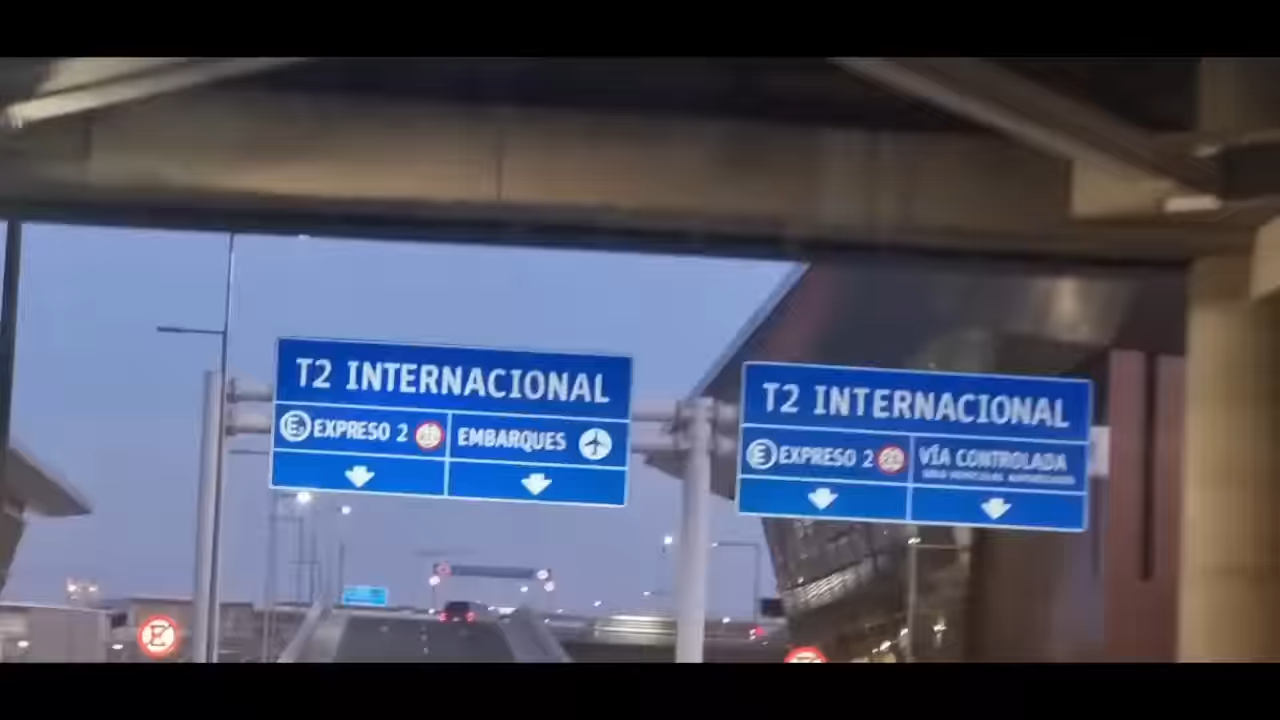 T2 INTERNACIONAL
EXPRESO 2
EMBARQUES
T2 INTERNACIONAL
EXPRESO 2
VÍA CONTROLADA
E